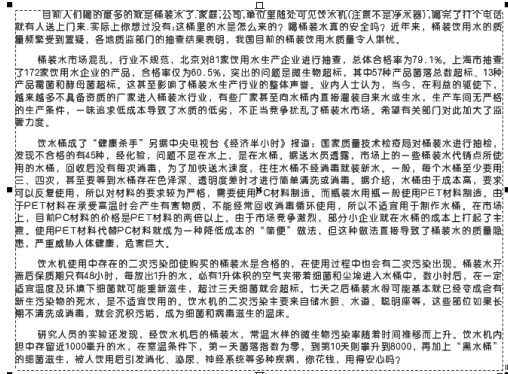 目前人们喝的最多的就是桶装水了.家庭,公司,单位里随处可见饮水机(注意不是净水器),喝完了打个电话
就有人送上门来.实际上你想过没有:这桶里的水是怎么来的？喝桶装水真的安全吗？近年来，桶装饮用水的质
量频繁受到置疑，各地质监部门的抽查结果表明，我国目前的桶装饮用水质量令人堪忧。
桶装水市场混乱，行业不规范，北京对81家饮用水生产企业进行抽查，总体合格率为79.1%。上海市抽查
了172家饮用水企业的产品，合格率仅为60.5%，突出的问题是微生物超标，其中57种产品菌落总数超标，13种
产品霉菌和酵母菌超标。这甚至影响了桶装水生产行业的整体声誉。业内人士认为，当今，在利益的驱使下，
越来越多不具备资质的厂家进入桶装水行业，有些厂家甚至向水桶内直接灌装自来水或生水，生产车间无严格
的生产条件，一味追求低成本导致了水质的低劣，不正当竞争扰乱了桶装水市场。希望有关部门对此加大了监
管力度。
饮水桶成了“健康杀手”另据中央电视台《经济半小时》报道：国家质量技术检疫局对桶装水进行抽检，
发现不合格的有45种，经化验，问题不是在水上，是在水桶。据送水员透露，市场上的一些桶装水代销点所使
用的水桶，回收后没有每次消毒，为了加快送水速度，往往水桶不经消毒就装新水。一般，每个水桶至少要用
三、四次，甚至要等到水桶存在色泽深、透明度差时才进行简单清洗或消毒。据介绍，水桶由于成本高，要求
可以反复使用，所以对材料的要求较为严格，需要使用PC材料制造。而瓶装水用瓶一般使用PET材料制造。由
于PET材料在承受高温时会产生有害物质，不能经常回收消毒循环使用，所以不适宜用于制作水桶。在市场
上，目前PC材料的价格是PET材料的两倍以上。由于市场竞争激烈，部分小企业就在水桶的成本上打起了主
意。使用PET材料代替PC材料就成为一种降低成本的“简便”做法，但这种做法直接导致了桶装水的质量隐
患，严重威胁人体健康，危害巨大。
饮水机使用中存在的二次污染即使购买的桶装水是合格的，在使用过程中也会有二次污染出现。桶装水开
盖后保质期只有48小时，每放出1升的水，必有1升体积的空气夹带着细菌和尘埃进入水桶中，数小时后，在一定
适宜温度及环境下细菌就可能重新滋生，超过三天细菌就会超标。七天之后桶装水很可能基本就已经变成含有
新生污染物的死水，是不适宜饮用的。饮水机的二次污染主要来自储水胆、水道、聪明座等，这些部位如果长
期不清洗或消毒，就会沉积污垢，成为细菌和病毒滋生的温床。
研究人员的实验还发现，经饮水机后的桶装水，常温水样的微生物污染率随着时间推移而上升。饮水机内
胆中存留近1000毫升的水，在室温条件下，第一天菌落指数为零，到第10天则攀升到8000，再加上“黑水桶”
的细菌滋生，被人饮用后引发消化、泌尿、神经系统等多种疾病，你花钱，用得安心吗？